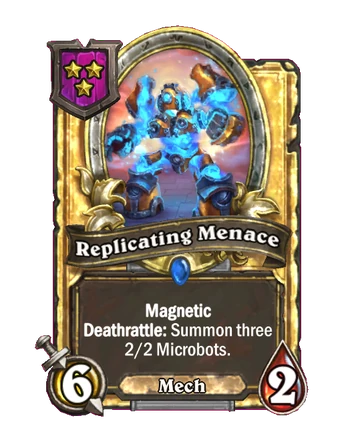 Replicating Menace
Magnetic
Deathrattle: Summon three
2/2 Microbots.
6
Mech
2